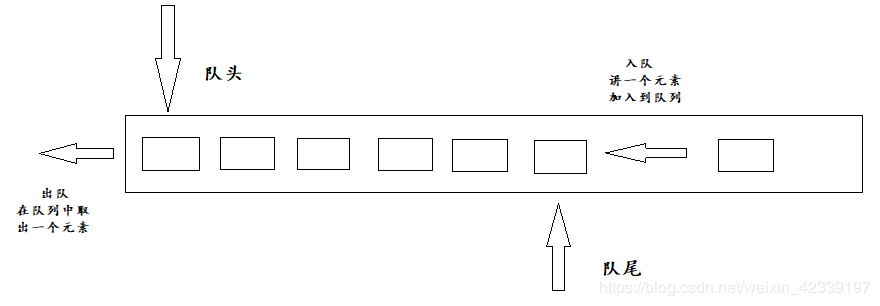 队头
入队
讲一个元素
加入到队列
出队
在队列中取
出一个元素
队尾
https://blog.csdn.net/weixin_42339197